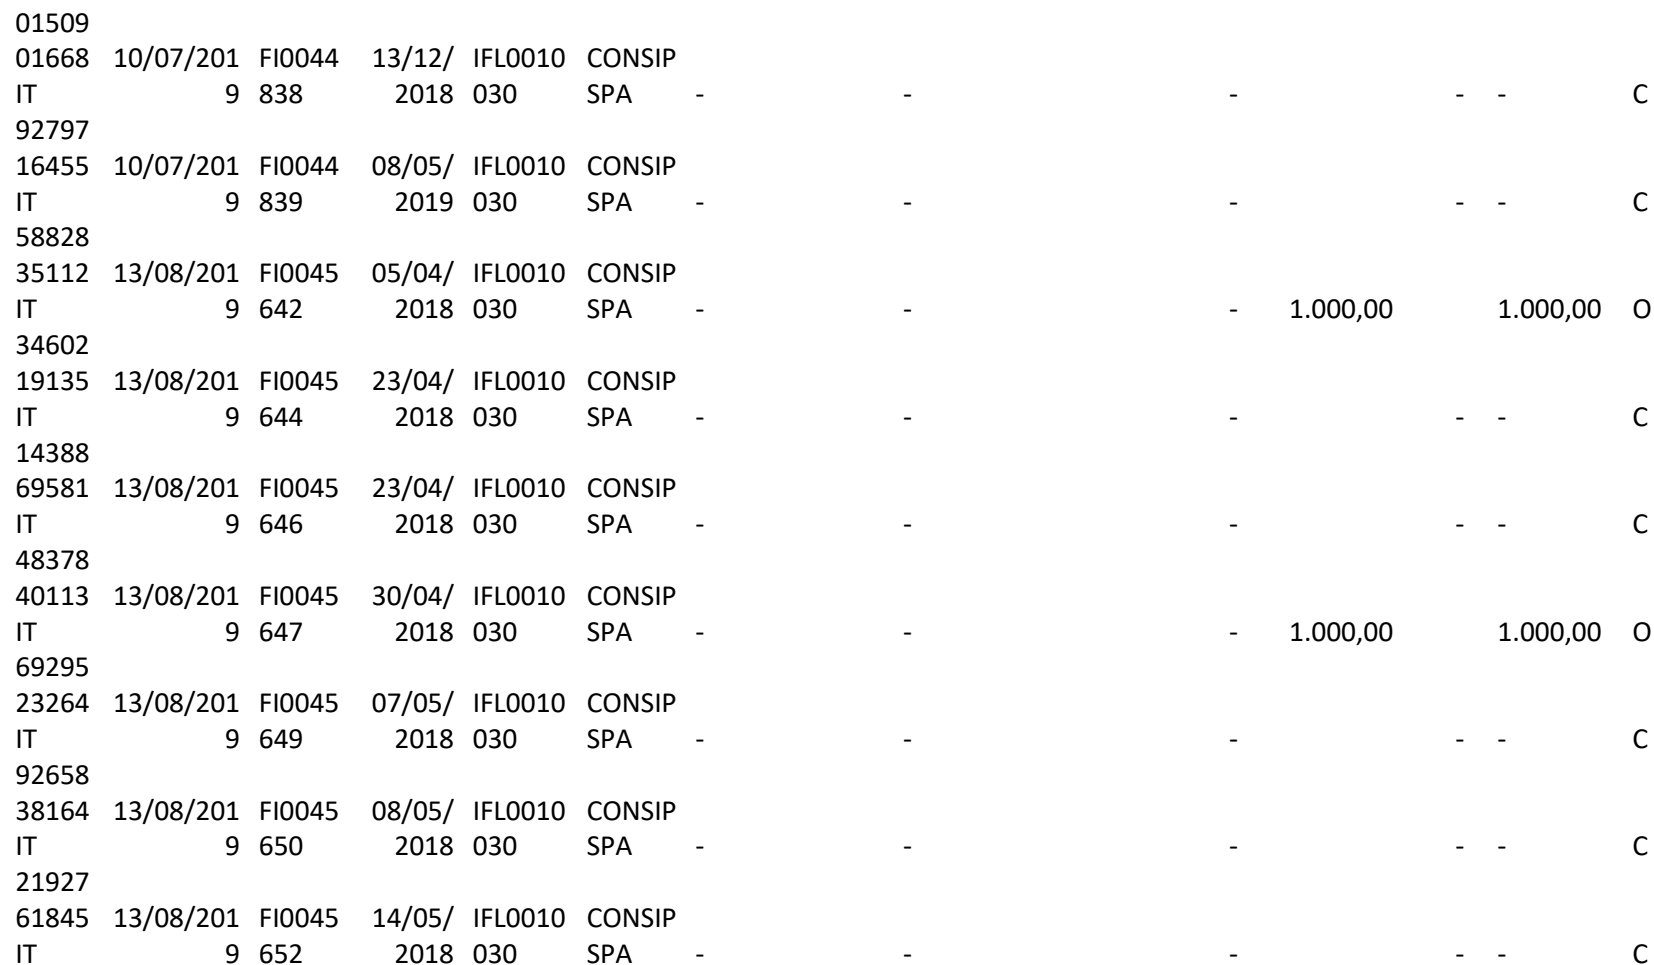 01509
01668 10/07/201 FI0044 13/12/ IFL0010 CONSIP
IT 9 838 2018 030 SPA - - - - - C
92797
16455 10/07/201 FI0044 08/05/ IFL0010 CONSIP
IT 9 839 2019 030 SPA - - - - - C
58828
35112 13/08/201 FI0045 05/04/ IFL0010 CONSIP
IT 9 642 2018 030 SPA - - - 1.000,00 1.000,00 O
34602
19135 13/08/201 FI0045 23/04/ IFL0010 CONSIP
IT 9 644 2018 030 SPA - - - - - C
14388
69581 13/08/201 FI0045 23/04/ IFL0010 CONSIP
IT 9 646 2018 030 SPA - - - - - C
48378
40113 13/08/201 FI0045 30/04/ IFL0010 CONSIP
IT 9 647 2018 030 SPA - - - 1.000,00 1.000,00 O
69295
23264 13/08/201 FI0045 07/05/ IFL0010 CONSIP
IT 9 649 2018 030 SPA - - - - - C
92658
38164 13/08/201 FI0045 08/05/ IFL0010 CONSIP
IT 9 650 2018 030 SPA - - - - - C
21927
61845 13/08/201 FI0045 14/05/ IFL0010 CONSIP
IT 9 652 2018 030 SPA - - - - - C